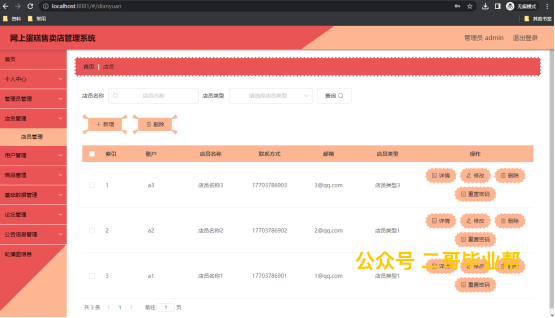 localhost:8081/#/dianyuan
无痕模式
资料 常用
其他书签
网上蛋糕售卖店管理系统
管理员 admin 退出登录
首页
个人中心
管理员管理
店员管理
店员管理
用户管理
商品管理
基础数据管理
论坛管理
公告信息管理
轮播图信息
首页 店员
店员名称 店员名称 店员类型 请选择店员类型 查询
新增 删除
索引 账户 店员名称 联系方式 邮箱 店员类型 操作
1 a3 店员名称3 17703786903 3@qq.com 店员类型3 详情 修改 删除
重置密码
2 a2 店员名称2 17703786902 2@qq.com 店员类型1 详情 修改 删除
重置密码
3 a1 店员名称1 17703786901 1@qq.com 店员类型1 详情 修改 删除
重置密码
公众号 二哥毕业帮
共 3 条 1 前往 1 页